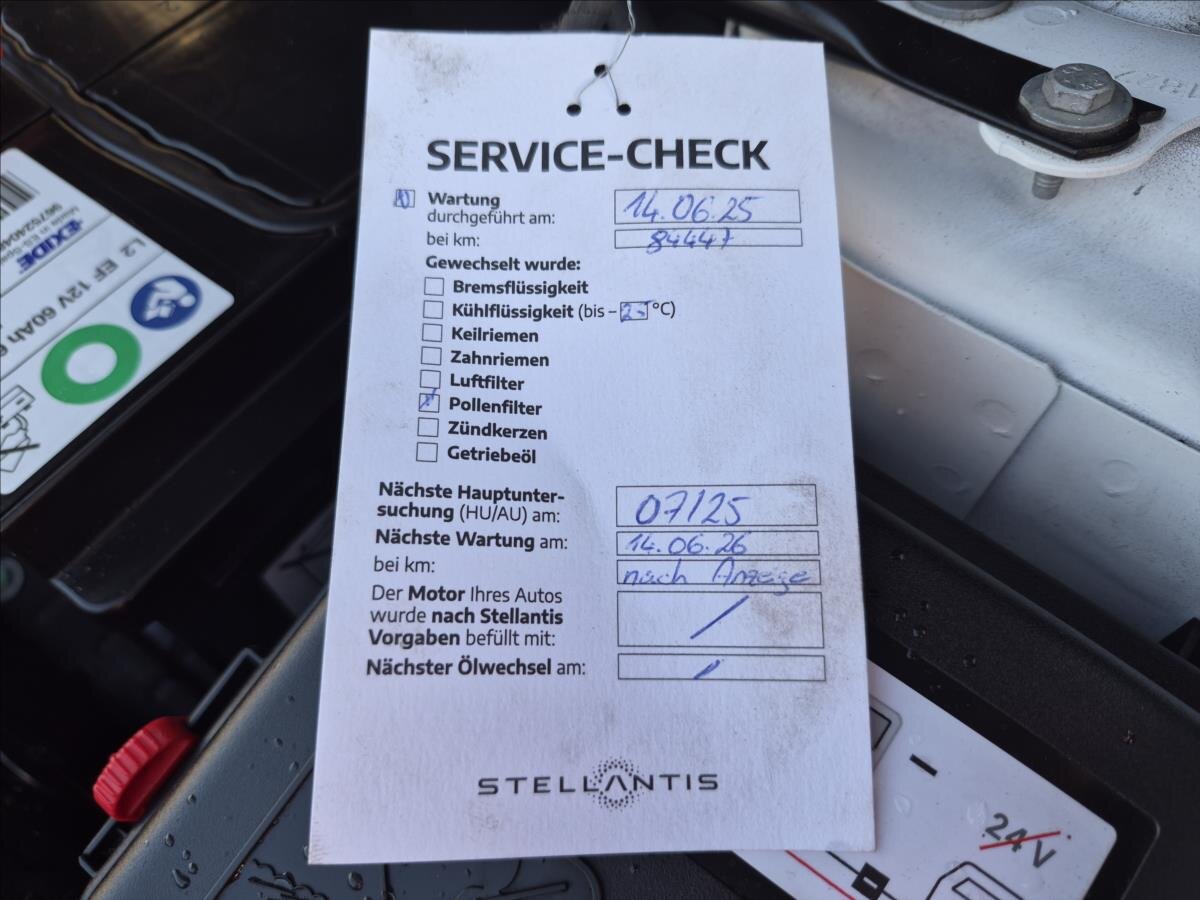 SERVICE-CHECK
Wartung
durchgeführt am: 14.06.25
bei km: 84447
Gewechselt wurde:
Bremsflüssigkeit
Kühlflüssigkeit (bis – 25 °C)
Keilriemen
Zahnriemen
Luftfilter
Pollenfilter
Zündkerzen
Getriebeöl
Nächste Hauptunter-
suchung (HU/AU) am: 07/25
Nächste Wartung am: 14.06.26
bei km: nach Anzeige
Der Motor Ihres Autos
wurde nach Stellantis
Vorgaben befüllt mit: /
Nächster Ölwechsel am: /
STELLANTIS
EXIDE
L2 EF 12V 60Ah
24V